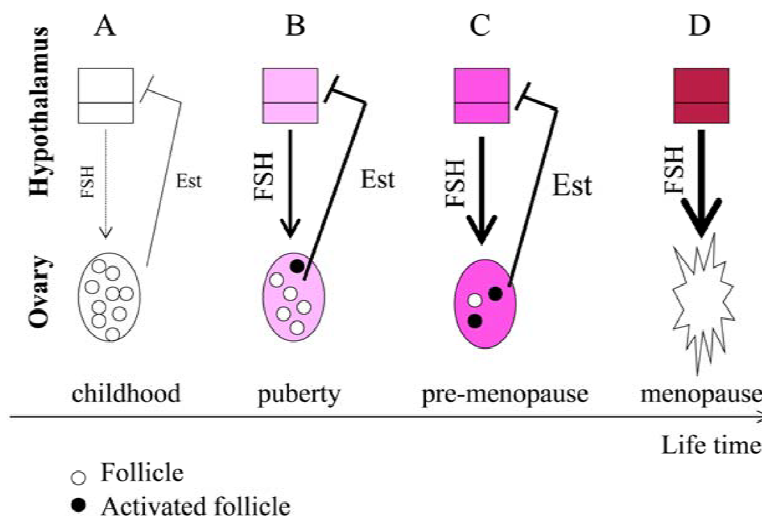 A B C D
Hypothalamus
FSH Est FSH Est FSH Est FSH
Ovary
childhood puberty pre-menopause menopause
Life time
Follicle
Activated follicle